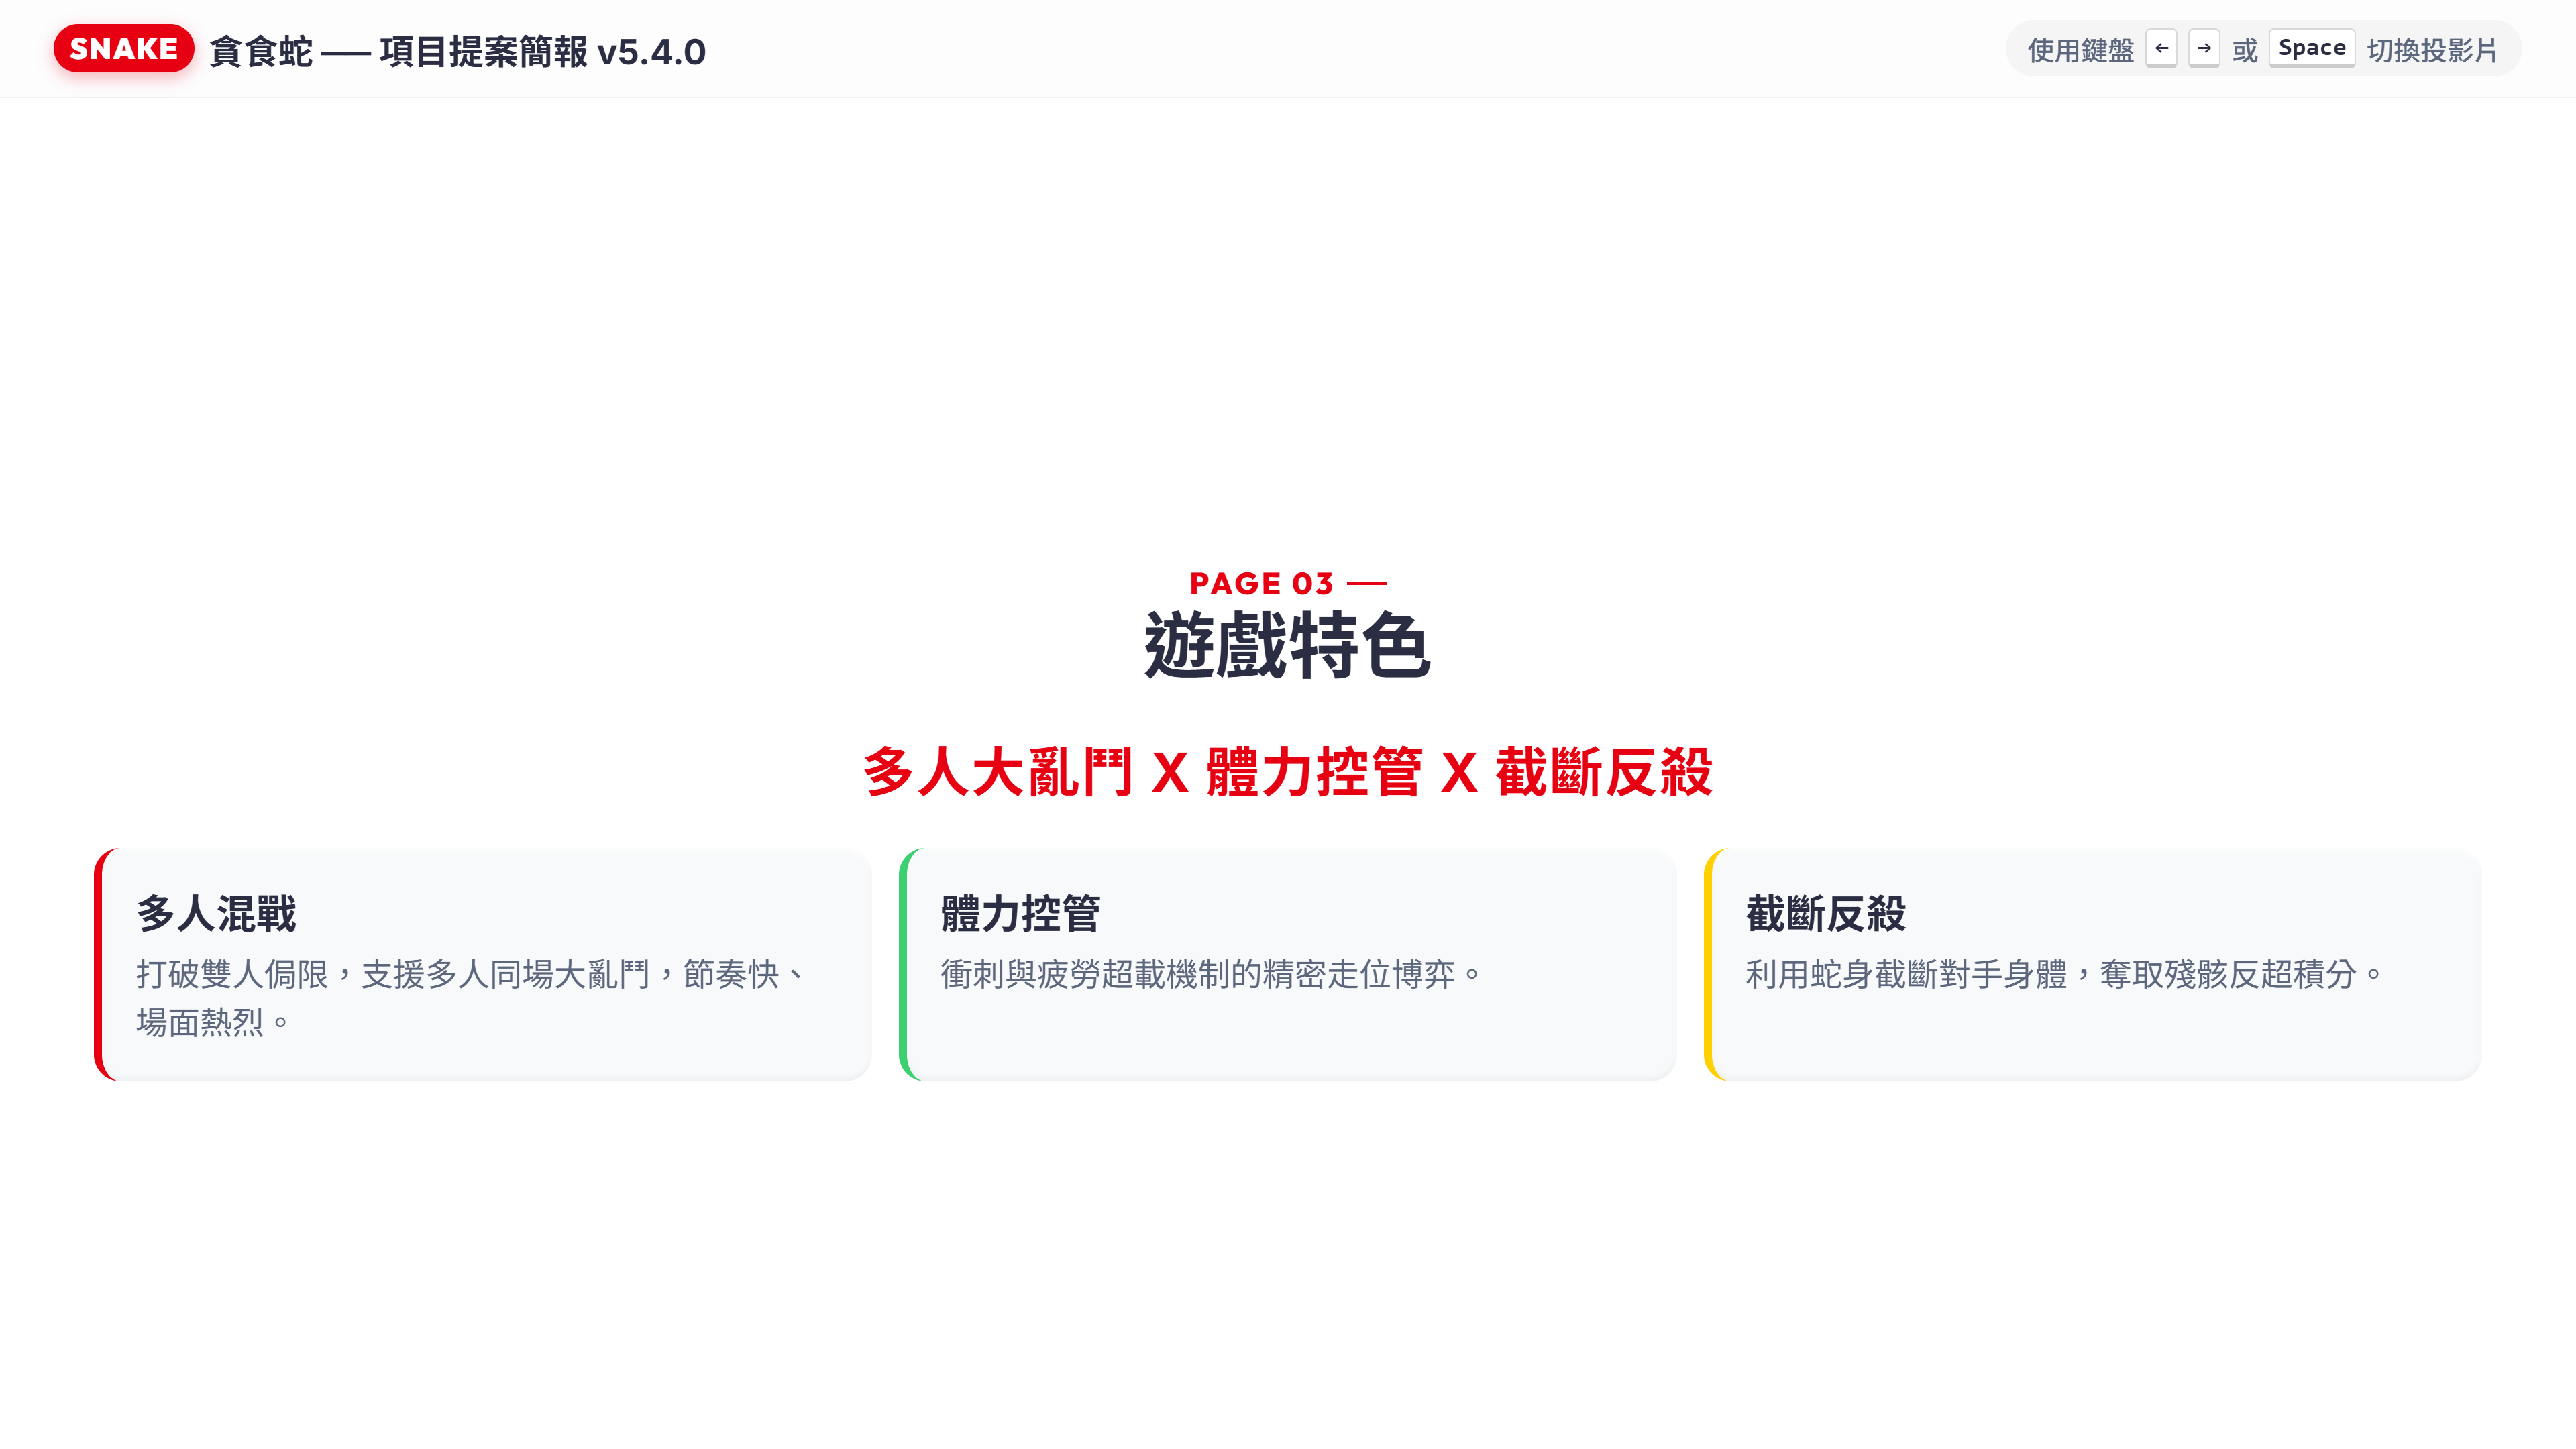 SNAKE 貪食蛇 —— 項目提案簡報 v5.4.0
使用鍵盤 ← → 或 Space 切換投影片
PAGE 03 —
遊戲特色
多人大亂鬥 X 體力控管 X 截斷反殺
多人混戰
打破雙人侷限，支援多人同場大亂鬥，節奏快、
場面熱烈。
體力控管
衝刺與疲勞超載機制的精密走位博弈。
截斷反殺
利用蛇身截斷對手身體，奪取殘骸反超積分。